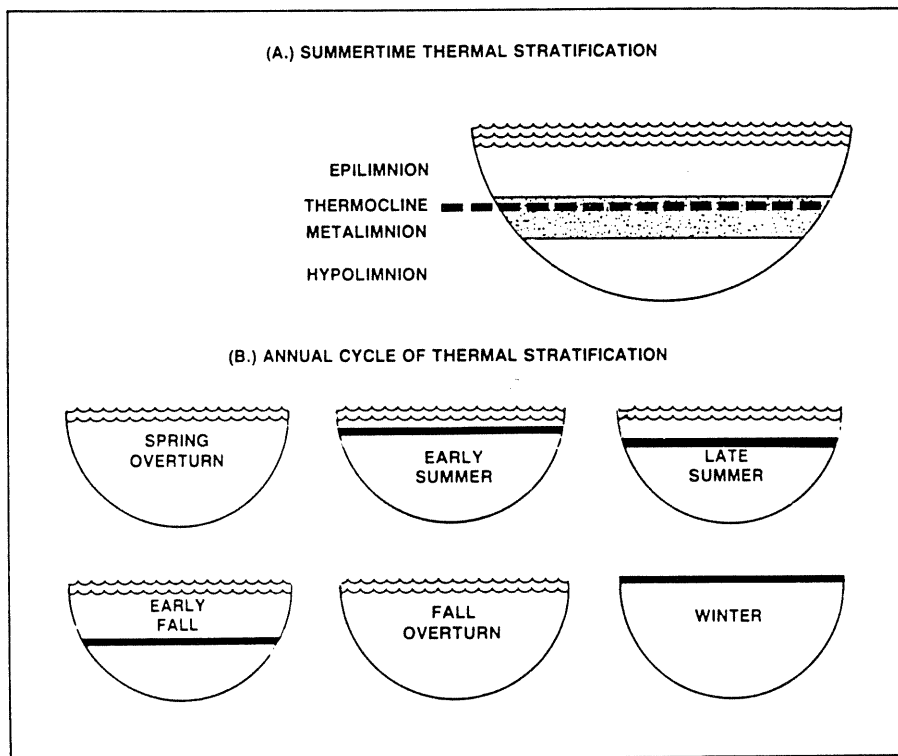 (A.) SUMMERTIME THERMAL STRATIFICATION
EPILIMNION
THERMOCLINE
METALIMNION
HYPOLIMNION
(B.) ANNUAL CYCLE OF THERMAL STRATIFICATION
SPRING
OVERTURN
EARLY
SUMMER
LATE
SUMMER
EARLY
FALL
FALL
OVERTURN
WINTER